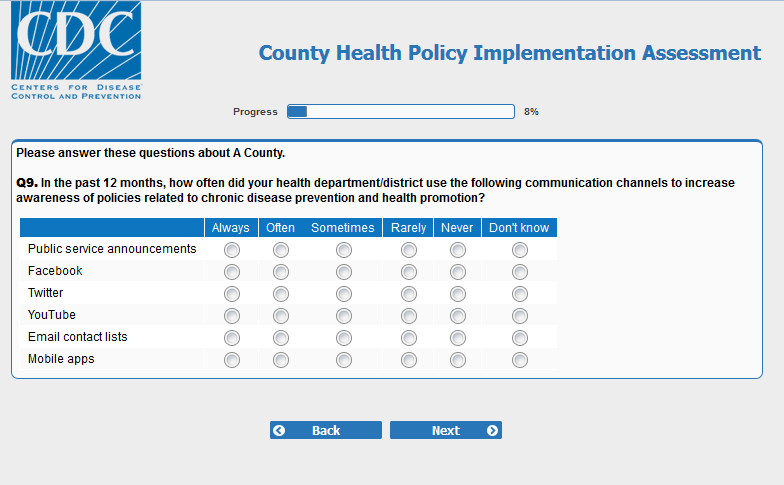 CDC
CENTERS FOR DISEASE
CONTROL AND PREVENTION
County Health Policy Implementation Assessment
Progress 8%
Please answer these questions about A County.
Q9. In the past 12 months, how often did your health department/district use the following communication channels to increase
awareness of policies related to chronic disease prevention and health promotion?
Always Often Sometimes Rarely Never Don't know
Public service announcements
Facebook
Twitter
YouTube
Email contact lists
Mobile apps
Back Next